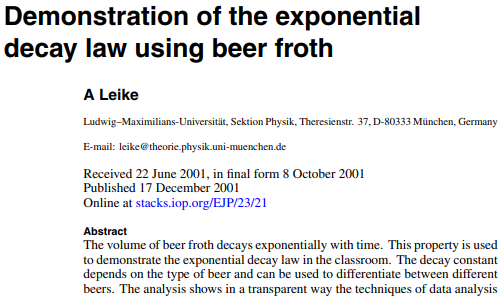 Demonstration of the exponential
decay law using beer froth
A Leike
Ludwig–Maximilians-Universität, Sektion Physik, Theresienstr. 37, D-80333 München, Germany
E-mail: leike@theorie.physik.uni-muenchen.de
Received 22 June 2001, in final form 8 October 2001
Published 17 December 2001
Online at stacks.iop.org/EJP/23/21
Abstract
The volume of beer froth decays exponentially with time. This property is used
to demonstrate the exponential decay law in the classroom. The decay constant
depends on the type of beer and can be used to differentiate between different
beers. The analysis shows in a transparent way the techniques of data analysis